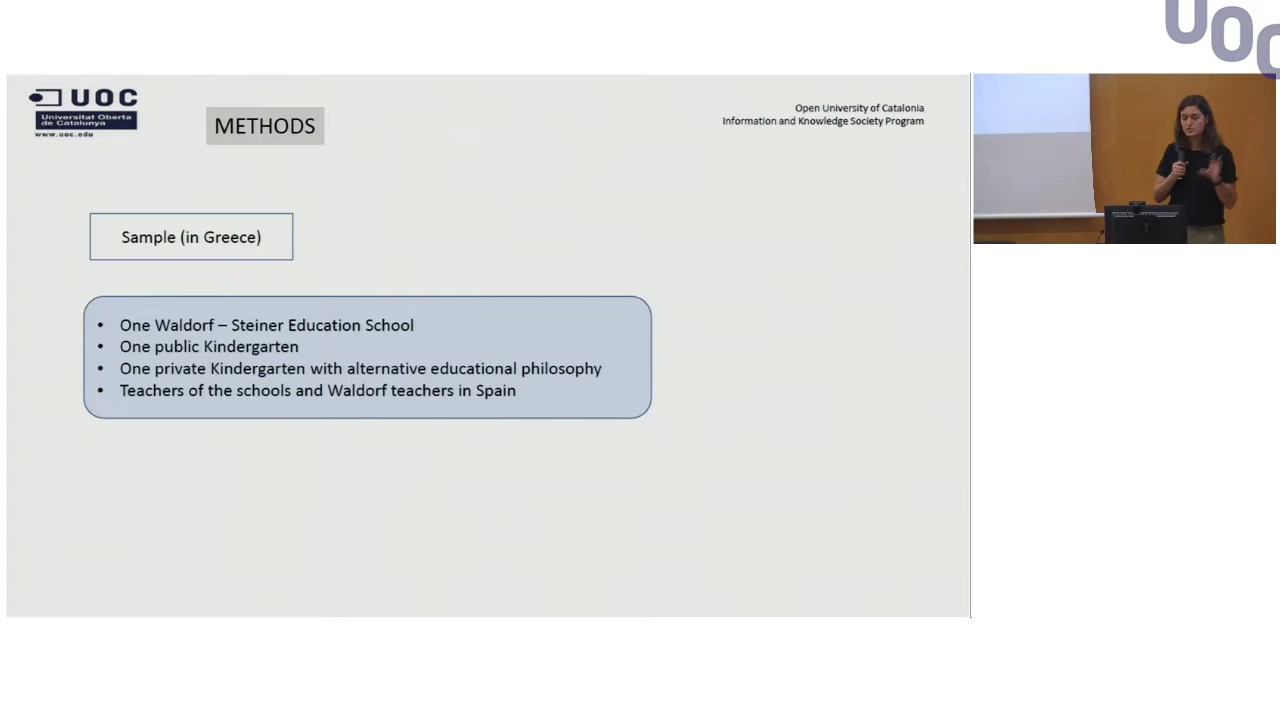 UOC
UOC
Universitat Oberta
de Catalunya
www.uoc.edu
METHODS
Open University of Catalonia
Information and Knowledge Society Program
Sample (in Greece)
• One Waldorf – Steiner Education School
• One public Kindergarten
• One private Kindergarten with alternative educational philosophy
• Teachers of the schools and Waldorf teachers in Spain